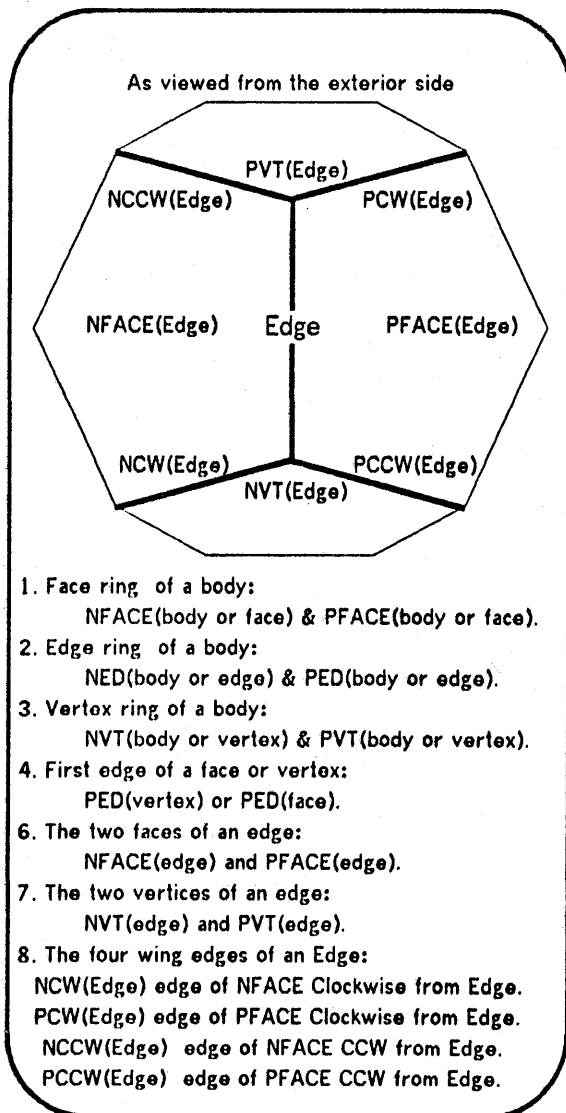 As viewed from the exterior side
PVT(Edge)
NCCW(Edge) PCW(Edge)
NFACE(Edge) Edge PFACE(Edge)
NCW(Edge) PCCW(Edge)
NVT(Edge)
1. Face ring of a body:
NFACE(body or face) & PFACE(body or face).
2. Edge ring of a body:
NED(body or edge) & PED(body or edge).
3. Vertex ring of a body:
NVT(body or vertex) & PVT(body or vertex).
4. First edge of a face or vertex:
PED(vertex) or PED(face).
6. The two faces of an edge:
NFACE(edge) and PFACE(edge).
7. The two vertices of an edge:
NVT(edge) and PVT(edge).
8. The four wing edges of an Edge:
NCW(Edge) edge of NFACE Clockwise from Edge.
PCW(Edge) edge of PFACE Clockwise from Edge.
NCCW(Edge) edge of NFACE CCW from Edge.
PCCW(Edge) edge of PFACE CCW from Edge.